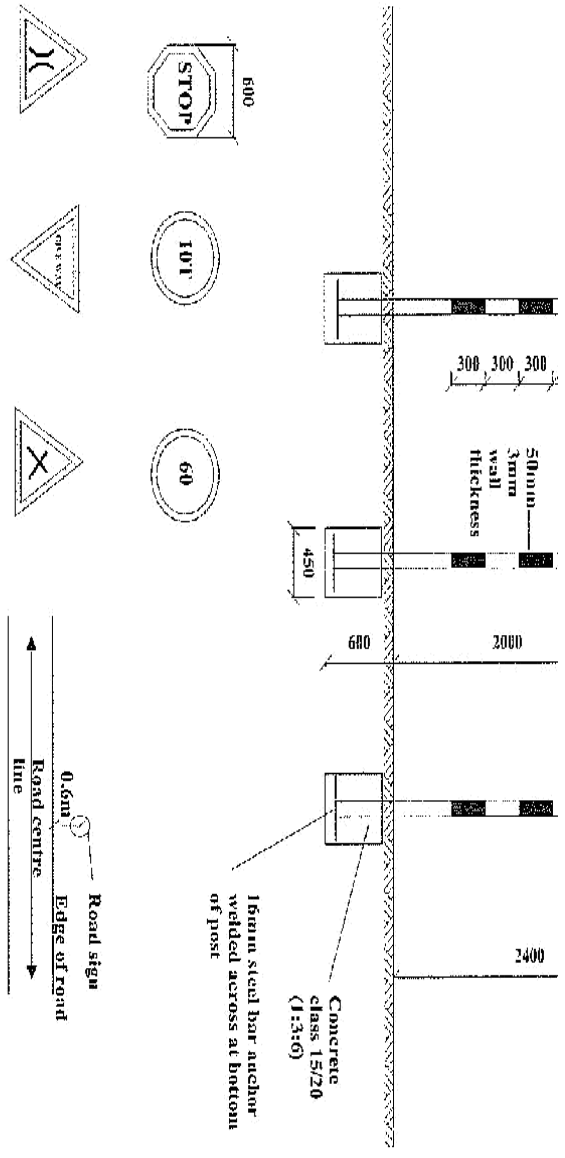 300
300
300
50mm
3mm
wall
thickness
450
600
2000
2400
Concrete
class 15/20
(1:3:6)
16mm steel bar anchor
welded across at bottom
of post
600
STOP
10T
60
GIVE WAY
Road sign
0.6m
Edge of road
Road centre
line